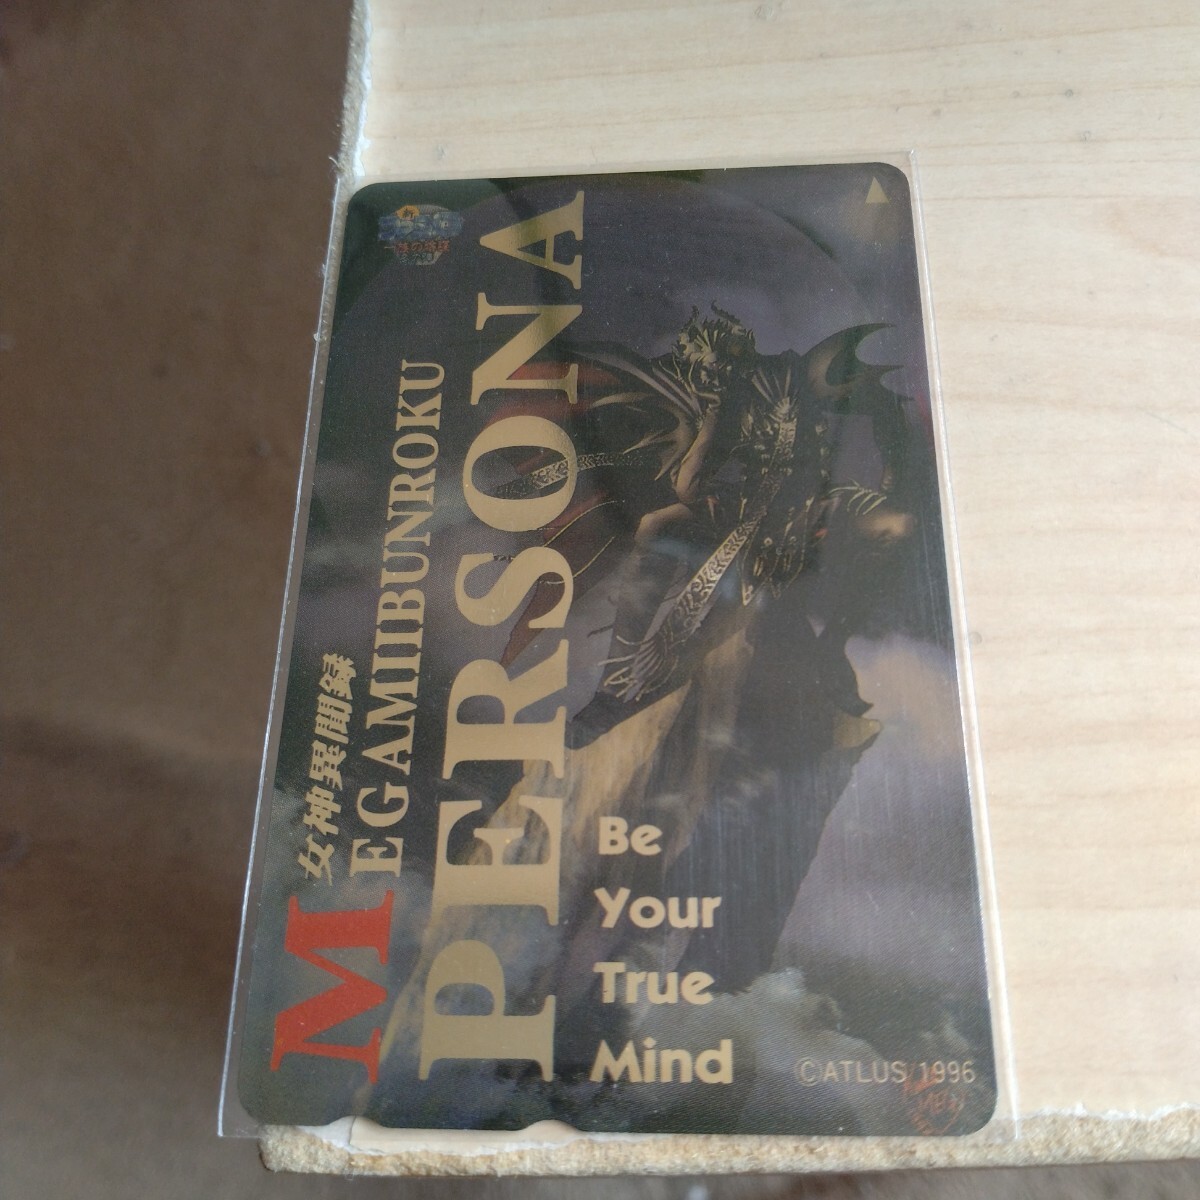 女神異聞録
MEGAMIIBUNROKU
PERSONA
Be
Your
True
Mind
©ATLUS 1996